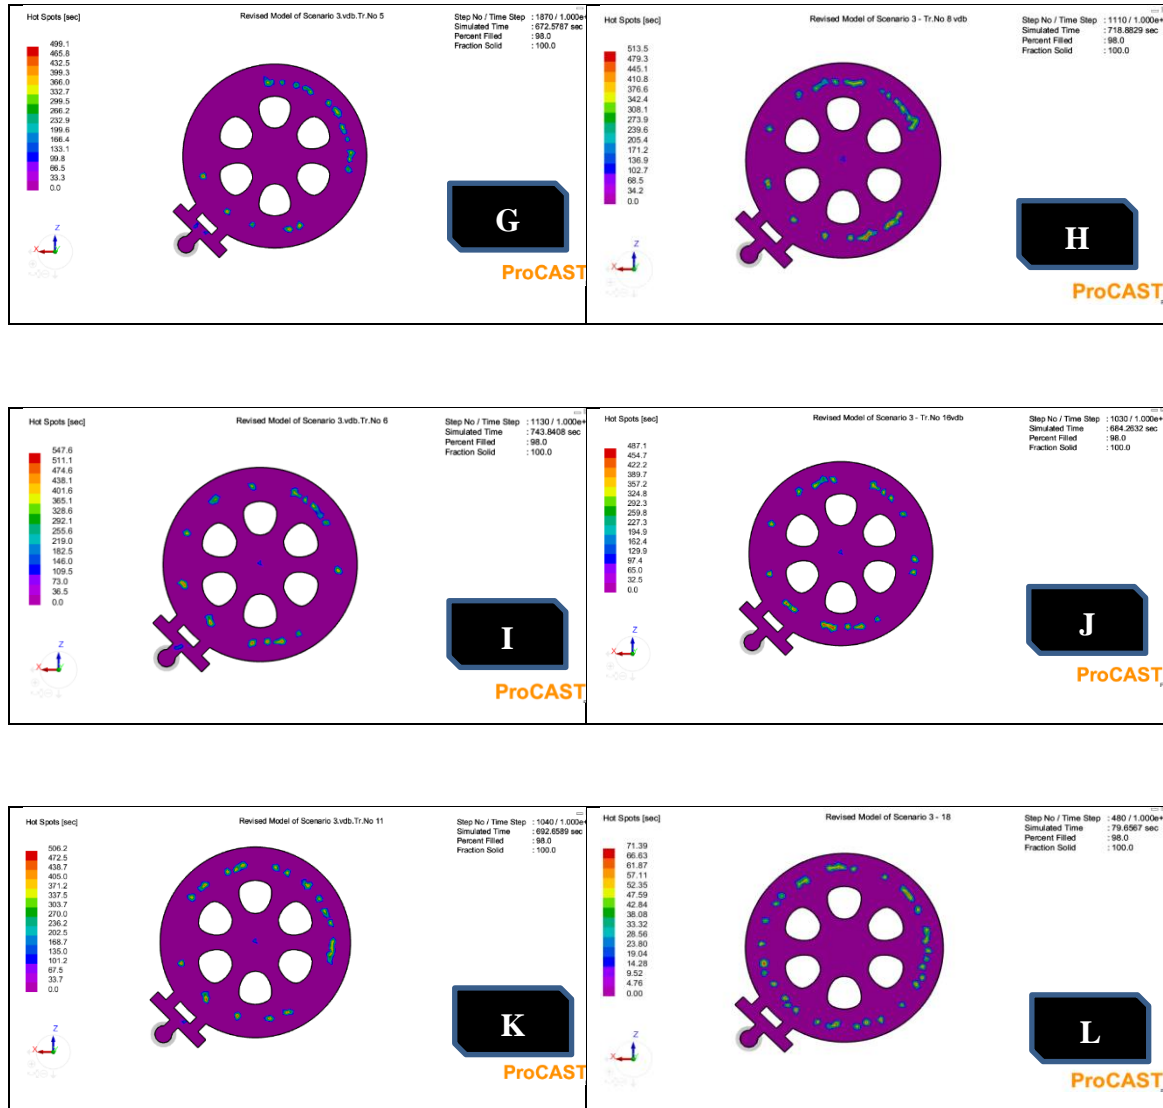 Hot Spots [sec]
Revised Model of Scenario 3.vdb.Tr.No 5
Step No / Time Step : 1870 / 1.000e+
Simulated Time : 672.5787 sec
Percent Filled : 98.0
Fraction Solid : 100.0
499.1
465.8
432.5
399.3
366.0
332.7
299.5
266.2
232.9
199.6
166.4
133.1
99.8
66.5
33.3
0.0
Z
X
G
ProCAST
Hot Spots [sec]
Revised Model of Scenario 3 - Tr.No 8 vdb
Step No / Time Step : 1110 / 1.000e+
Simulated Time : 718.8829 sec
Percent Filled : 98.0
Fraction Solid : 100.0
513.5
479.3
445.1
410.8
376.6
342.4
308.1
273.9
239.6
205.4
171.2
136.9
102.7
68.5
34.2
0.0
Z
X
H
ProCAST
Hot Spots [sec]
Revised Model of Scenario 3.vdb.Tr.No 6
Step No / Time Step : 1130 / 1.000e+
Simulated Time : 743.8408 sec
Percent Filled : 98.0
Fraction Solid : 100.0
547.6
511.1
474.6
438.1
401.6
365.1
328.6
292.1
255.6
219.0
182.5
146.0
109.5
73.0
36.5
0.0
Z
X
I
ProCAST
Hot Spots [sec]
Revised Model of Scenario 3 - Tr.No 16vdb
Step No / Time Step : 1030 / 1.000e+
Simulated Time : 684.2632 sec
Percent Filled : 98.0
Fraction Solid : 100.0
487.1
454.7
422.2
389.7
357.2
324.8
292.3
259.8
227.3
194.9
162.4
129.9
97.4
65.0
32.5
0.0
Z
X
J
ProCAST
Hot Spots [sec]
Revised Model of Scenario 3.vdb.Tr.No 11
Step No / Time Step : 1040 / 1.000e+
Simulated Time : 692.6589 sec
Percent Filled : 98.0
Fraction Solid : 100.0
506.2
472.5
438.7
405.0
371.2
337.5
303.7
270.0
236.2
202.5
168.7
135.0
101.2
67.5
33.7
0.0
Z
X
K
ProCAST
Hot Spots [sec]
Revised Model of Scenario 3 - 18
Step No / Time Step : 480 / 1.000e+
Simulated Time : 79.6567 sec
Percent Filled : 98.0
Fraction Solid : 100.0
71.39
66.63
61.87
57.11
52.35
47.59
42.84
38.08
33.32
28.56
23.80
19.04
14.28
9.52
4.76
0.00
Z
X
L
ProCAST